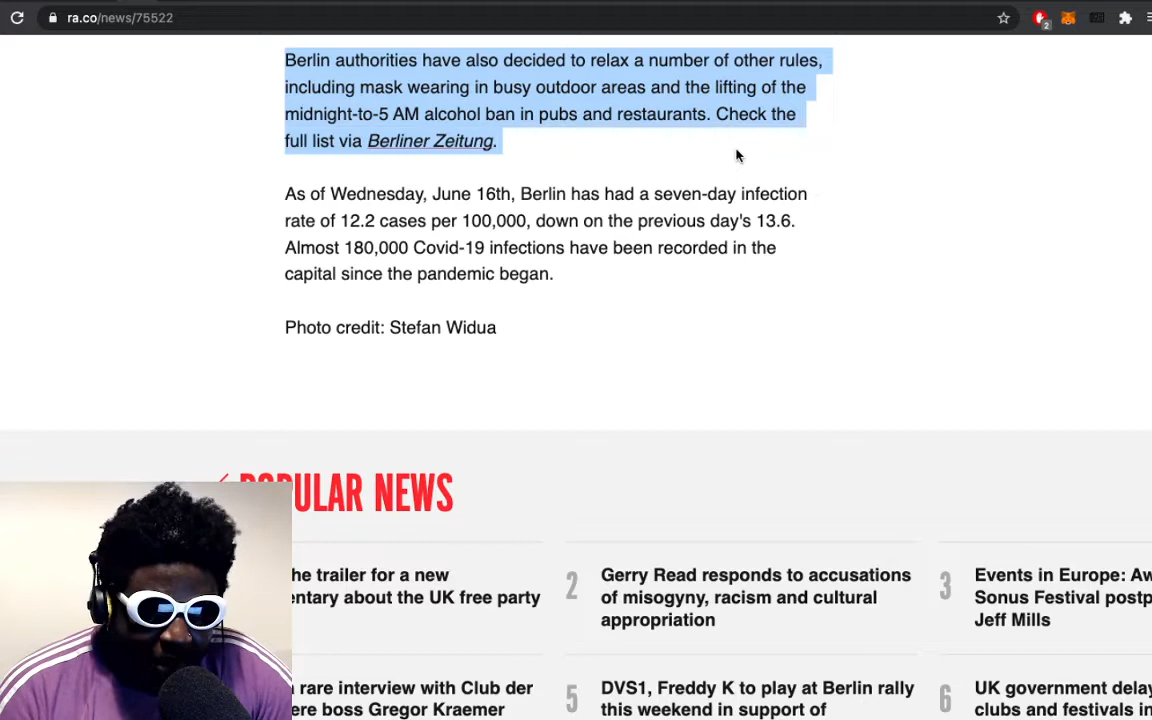 ra.co/news/75522
2
Berlin authorities have also decided to relax a number of other rules,
including mask wearing in busy outdoor areas and the lifting of the
midnight-to-5 AM alcohol ban in pubs and restaurants. Check the
full list via Berliner Zeitung.
As of Wednesday, June 16th, Berlin has had a seven-day infection
rate of 12.2 cases per 100,000, down on the previous day's 13.6.
Almost 180,000 Covid-19 infections have been recorded in the
capital since the pandemic began.
Photo credit: Stefan Widua
POPULAR NEWS
he trailer for a new
entary about the UK free party
2
Gerry Read responds to accusations
of misogyny, racism and cultural
appropriation
3
Events in Europe: Aw
Sonus Festival postp
Jeff Mills
rare interview with Club der
ere boss Gregor Kraemer
5
DVS1, Freddy K to play at Berlin rally
this weekend in support of
6
UK government delay
clubs and festivals in